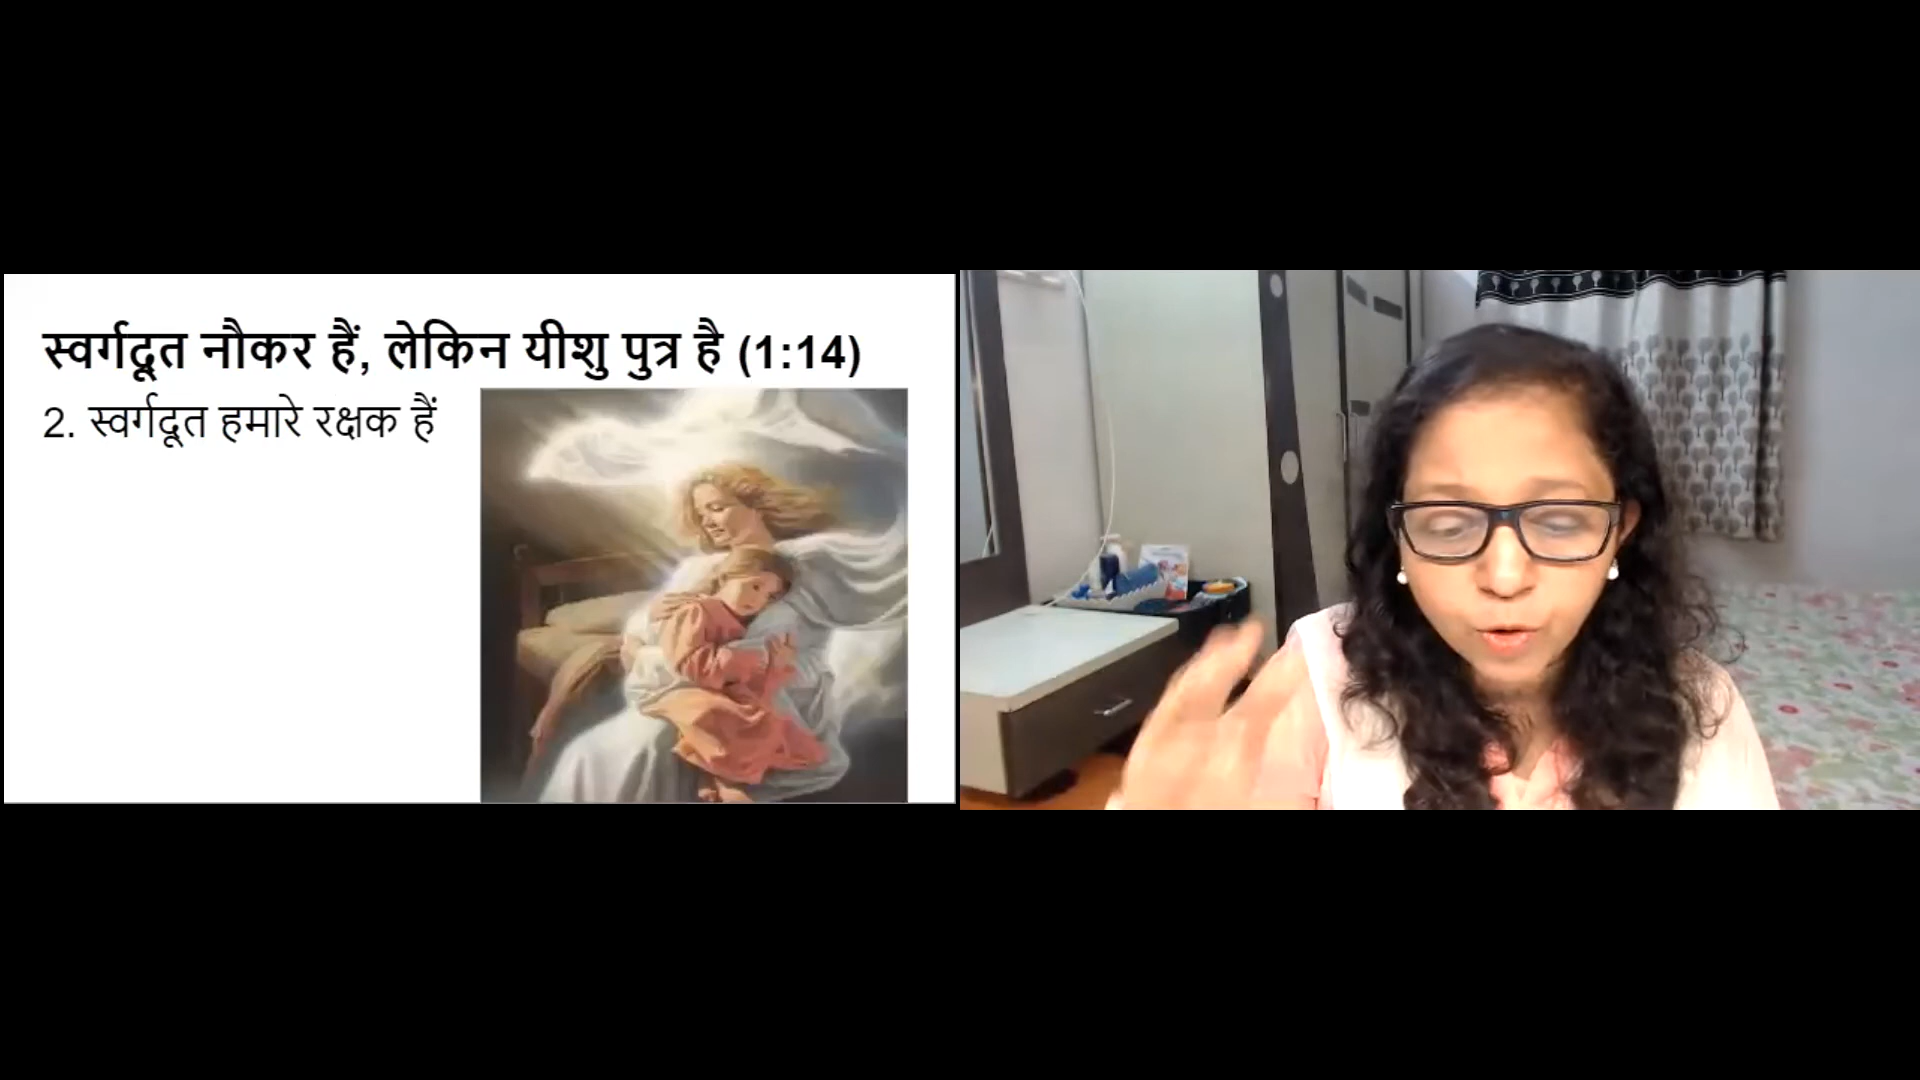 स्वर्गदूत नौकर हैं, लेकिन यीशु पुत्र है (1:14)
2. स्वर्गदूत हमारे रक्षक हैं